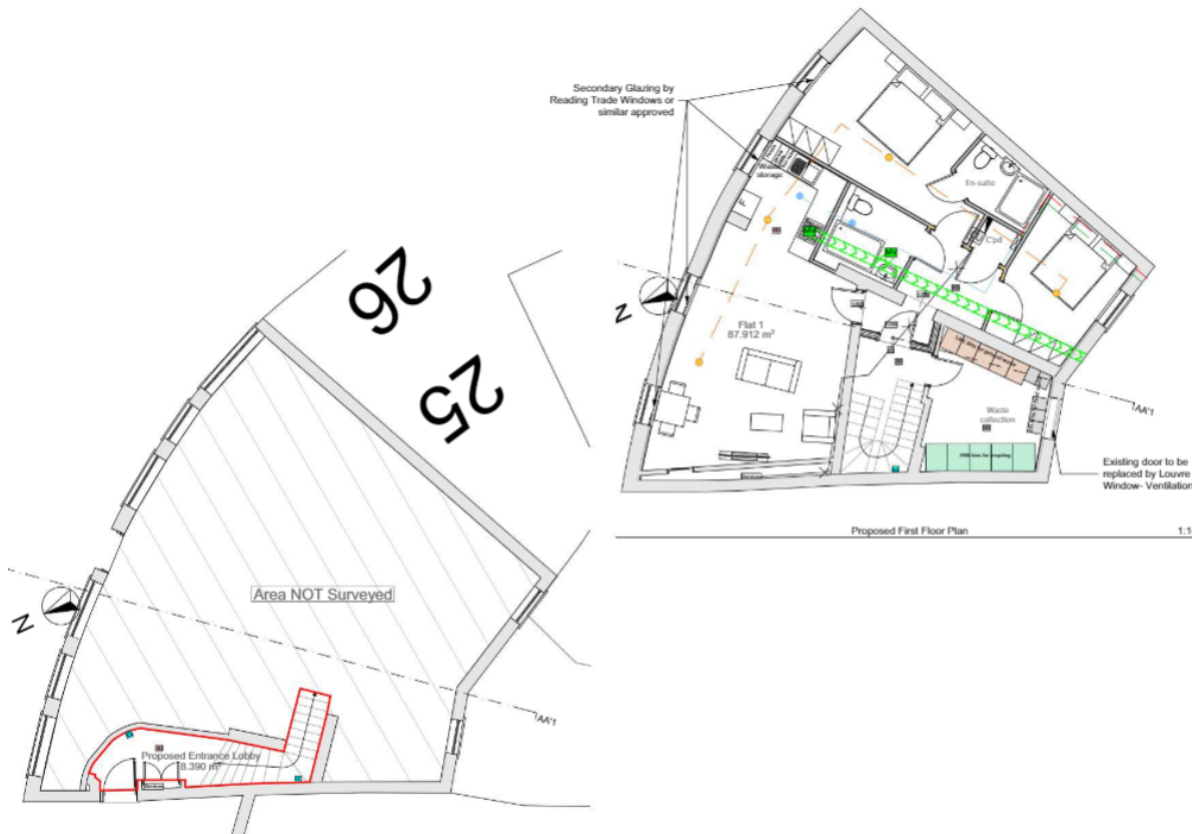 Secondary Glazing by
Reading Trade Windows or
similar approved
storage
En-suite
C'pd
Flat 1
87.912 m²
Waste
collection
'AA'1
Existing door to be
replaced by Louvre
Window- Ventilation
Proposed First Floor Plan
1:1
N
26
25
Area NOT Surveyed
N
'AA'1
Proposed Entrance Lobby
8.390 m²